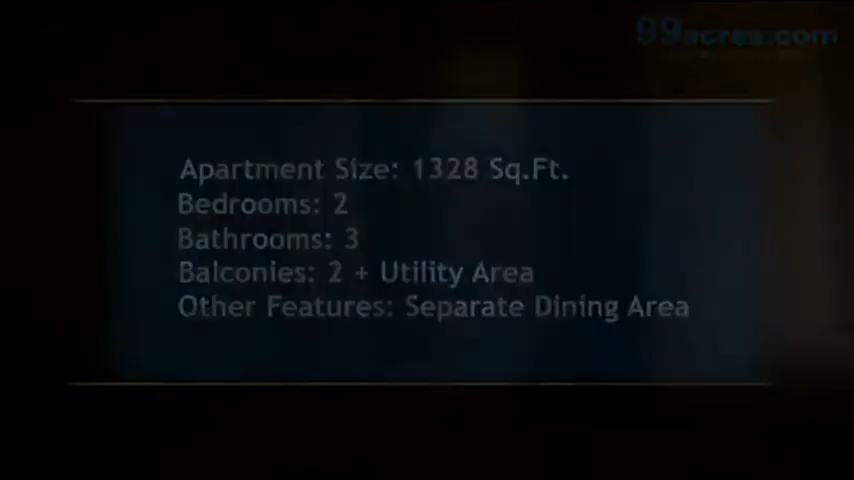 99acres.com
Apartment Size: 1328 Sq.Ft.
Bedrooms: 2
Bathrooms: 3
Balconies: 2 + Utility Area
Other Features: Separate Dining Area